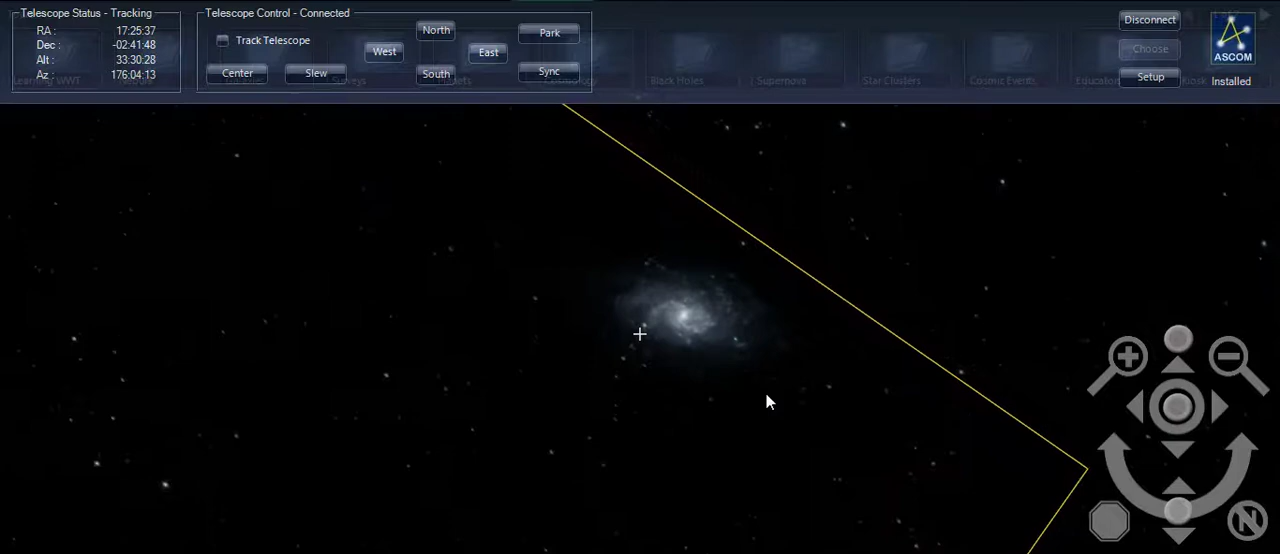 Telescope Status - Tracking
RA : 17:25:37
Dec : -02:41:48
Alt : 33:30:28
Az : 176:04:13
Telescope Control - Connected
Track Telescope
Center
Slew
West
North
South
East
Park
Sync
Black Holes
Supernova
Star Clusters
Cosmic Events
Disconnect
Choose
Setup
ASCOM
Installed
N